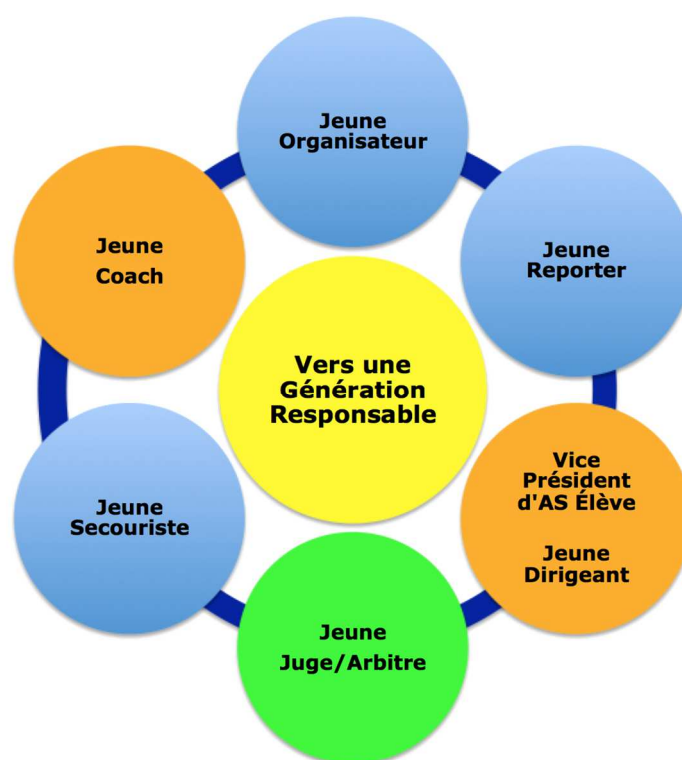 Jeune
Organisateur
Jeune
Reporter
Jeune
Coach
Vers une
Génération
Responsable
Vice
Président
d'AS Élève
Jeune
Dirigeant
Jeune
Secouriste
Jeune
Juge/Arbitre